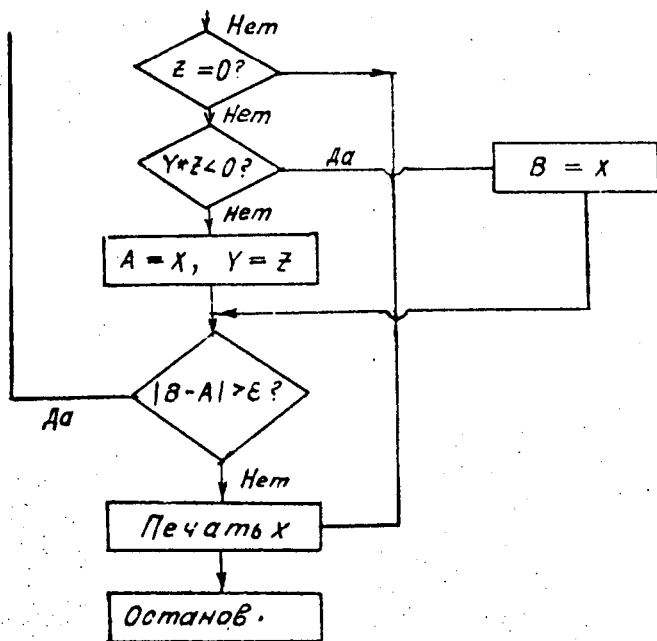 Нет
Z = 0?
Нет
Y*Z<0?
Да
B = X
Нет
A = X, Y = Z
|B-A|>ε?
Да
Нет
Печать x
Останов.